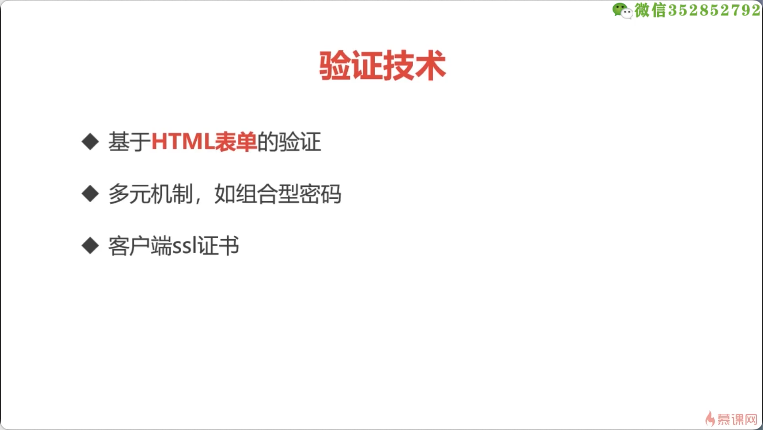 微信352852792
验证技术
◆ 基于HTML表单的验证
◆ 多元机制，如组合型密码
◆ 客户端ssl证书
慕课网